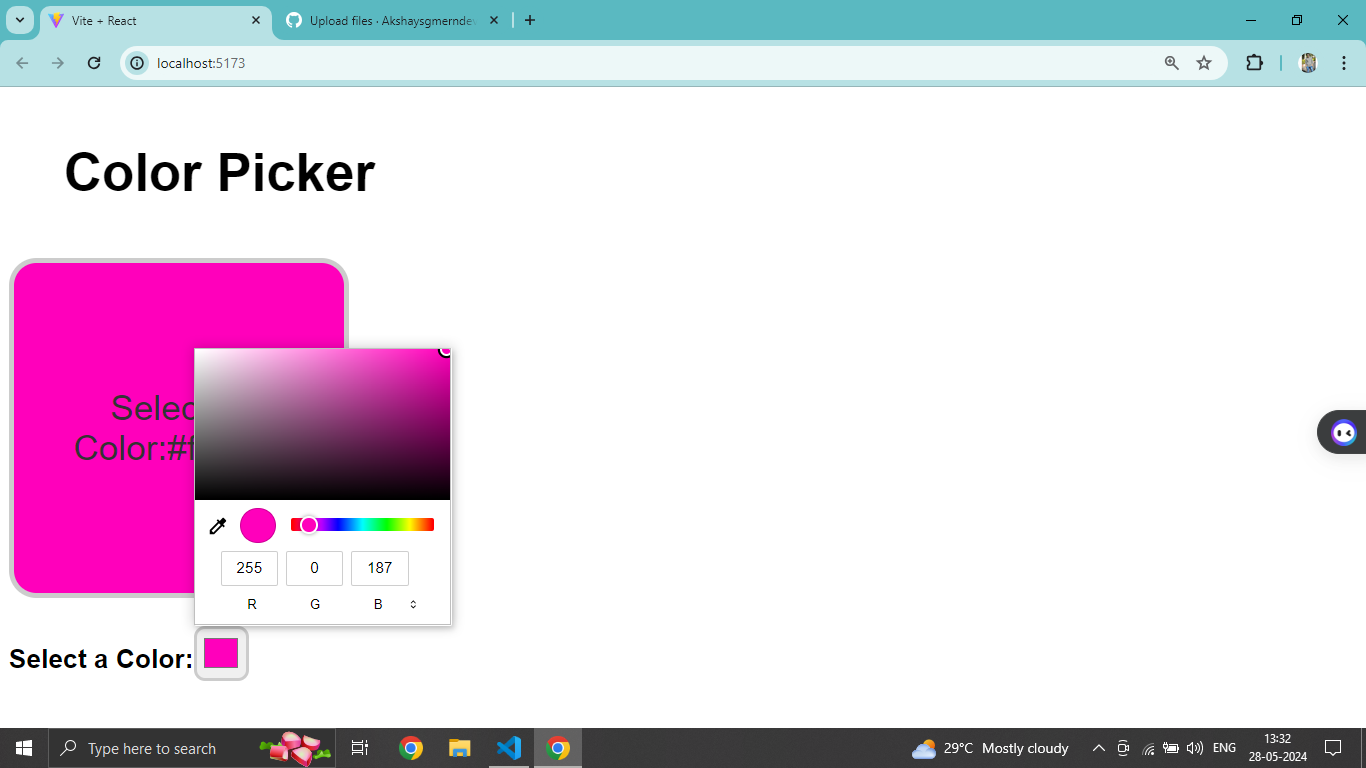 Vite + React
Upload files · Akshaysgmernde
localhost:5173
Color Picker
Selec
Color:#f
255 0 187
R G B
Select a Color:
Type here to search
29°C Mostly cloudy
ENG
13:32
28-05-2024